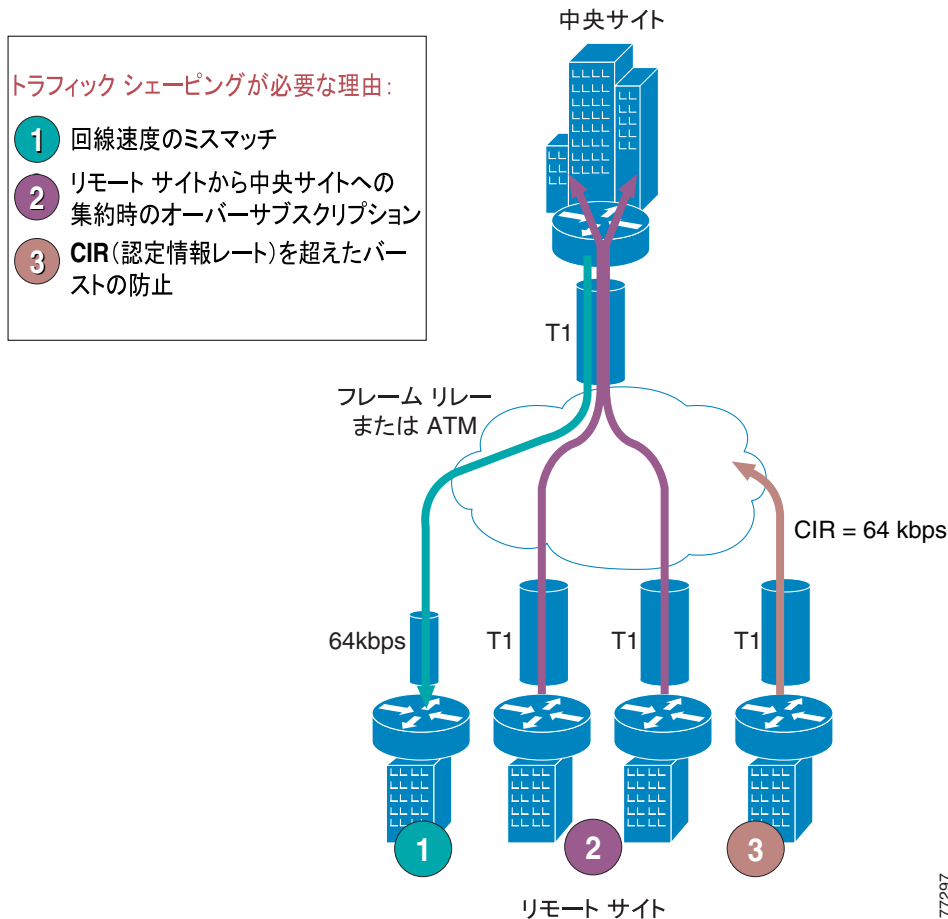 中央サイト
トラフィック シェーピングが必要な理由:
1 回線速度のミスマッチ
2 リモート サイトから中央サイトへの
集約時のオーバーサブスクリプション
3 CIR（認定情報レート）を超えたバー
ストの防止
T1
フレーム リレー
または ATM
CIR = 64 kbps
64kbps
T1
T1
T1
1
2
3
リモート サイト
77297